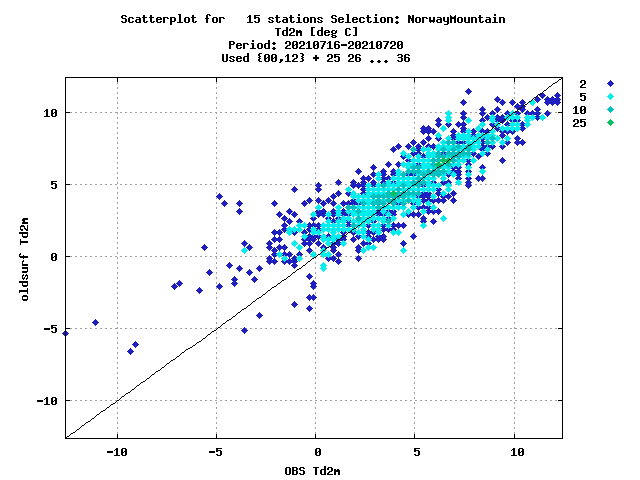 Scatterplot for   15 stations Selection: NorwayMountain
Td2m [deg C]
Period: 20210716-20210720
Used {00,12} + 25 26 ... 36
2
5
10
25
10
5
0
-5
-10
oldsurf Td2m
-10 -5 0 5 10
OBS Td2m